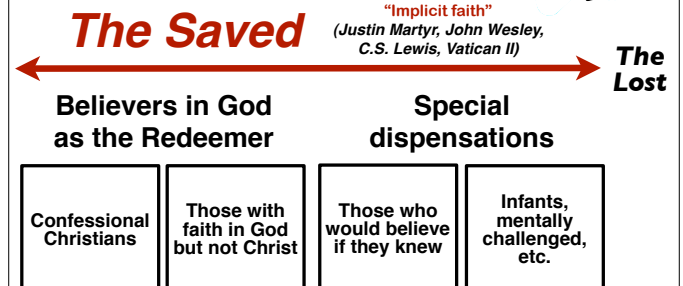 “Implicit faith”
The Saved
(Justin Martyr, John Wesley,
C.S. Lewis, Vatican II)
The
Lost
Believers in God
as the Redeemer
Special
dispensations
Confessional
Christians
Those with
faith in God
but not Christ
Those who
would believe
if they knew
Infants,
mentally
challenged,
etc.